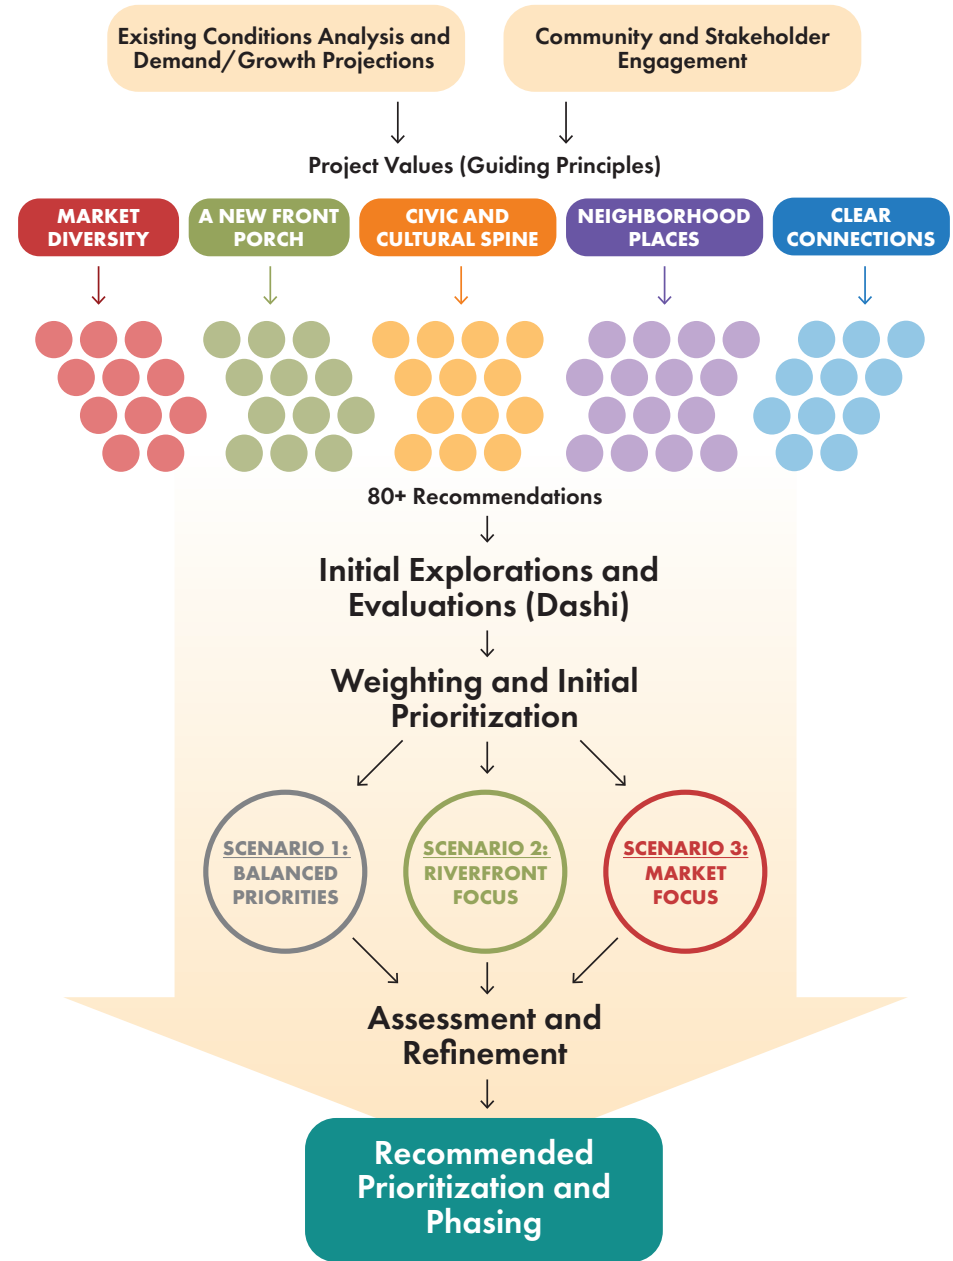 Existing Conditions Analysis and
Demand/Growth Projections
Community and Stakeholder
Engagement
Project Values (Guiding Principles)
MARKET
DIVERSITY
A NEW FRONT
PORCH
CIVIC AND
CULTURAL SPINE
NEIGHBORHOOD
PLACES
CLEAR
CONNECTIONS
80+ Recommendations
Initial Explorations and
Evaluations (Dashi)
Weighting and Initial
Prioritization
SCENARIO 1:
BALANCED
PRIORITIES
SCENARIO 2:
RIVERFRONT
FOCUS
SCENARIO 3:
MARKET
FOCUS
Assessment and
Refinement
Recommended
Prioritization and
Phasing